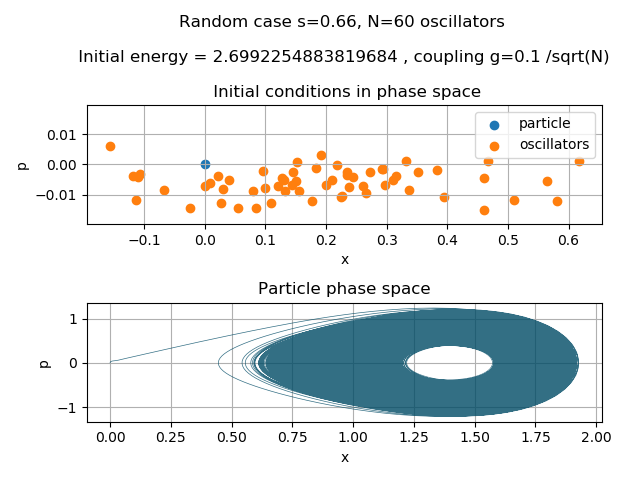 Random case s=0.66, N=60 oscillators
Initial energy = 2.6992254883819684 , coupling g=0.1 /sqrt(N)
Initial conditions in phase space
particle
oscillators
p
0.01
0.00
−0.01
−0.1 0.0 0.1 0.2 0.3 0.4 0.5 0.6
x
Particle phase space
p
1
0
−1
0.00 0.25 0.50 0.75 1.00 1.25 1.50 1.75 2.00
x